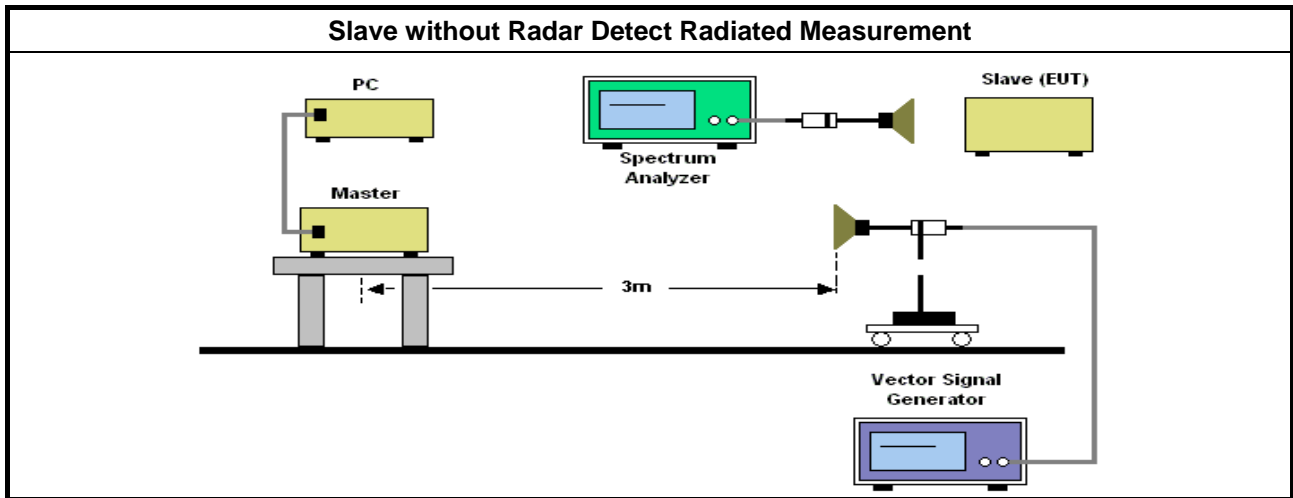 Slave without Radar Detect Radiated Measurement
PC
Slave (EUT)
Spectrum
Analyzer
Master
3m
Vector Signal
Generator